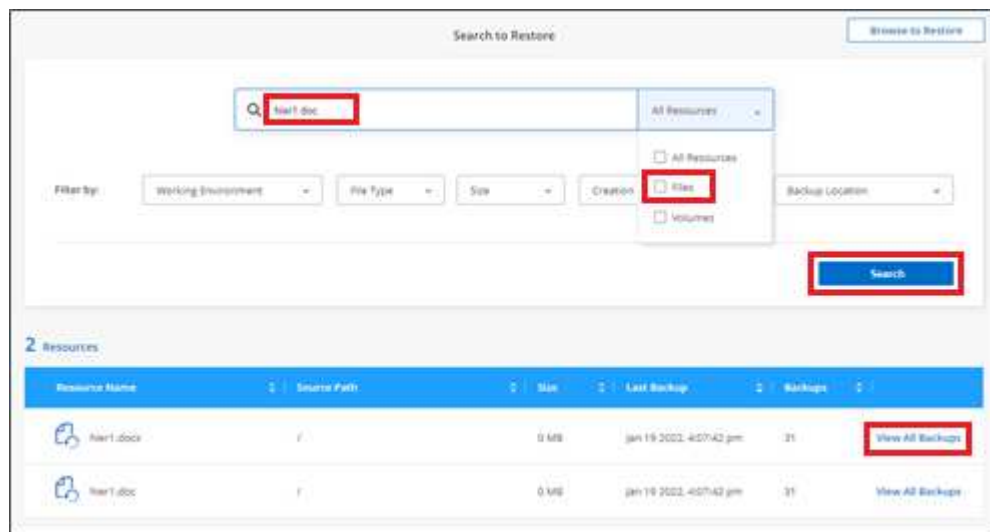 Search to Restore
Browse to Restore
hier1.doc
All Resources
All Resources
Filter by:
Working Environment
File Type
Size
Creation
Files
Backup Location
Volumes
Search
2 Resources
Resource Name
Source Path
Size
Last Backup
Backups
hier1.docx
/
0 MB
Jan 19 2022, 4:07:42 pm
31
View All Backups
hier1.doc
/
0 MB
Jan 19 2022, 4:07:42 pm
31
View All Backups